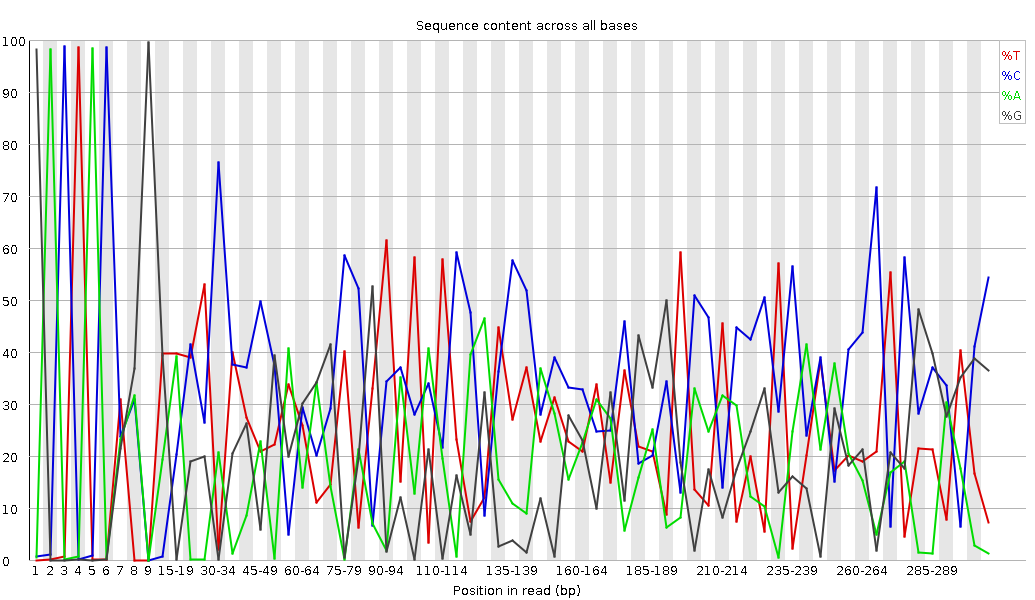 Sequence content across all bases
100
90
80
70
60
50
40
30
20
10
0
%T
%C
%A
%G
1 2 3 4 5 6 7 8 9 15-19 30-34 45-49 60-64 75-79 90-94 110-114 135-139 160-164 185-189 210-214 235-239 260-264 285-289
Position in read (bp)